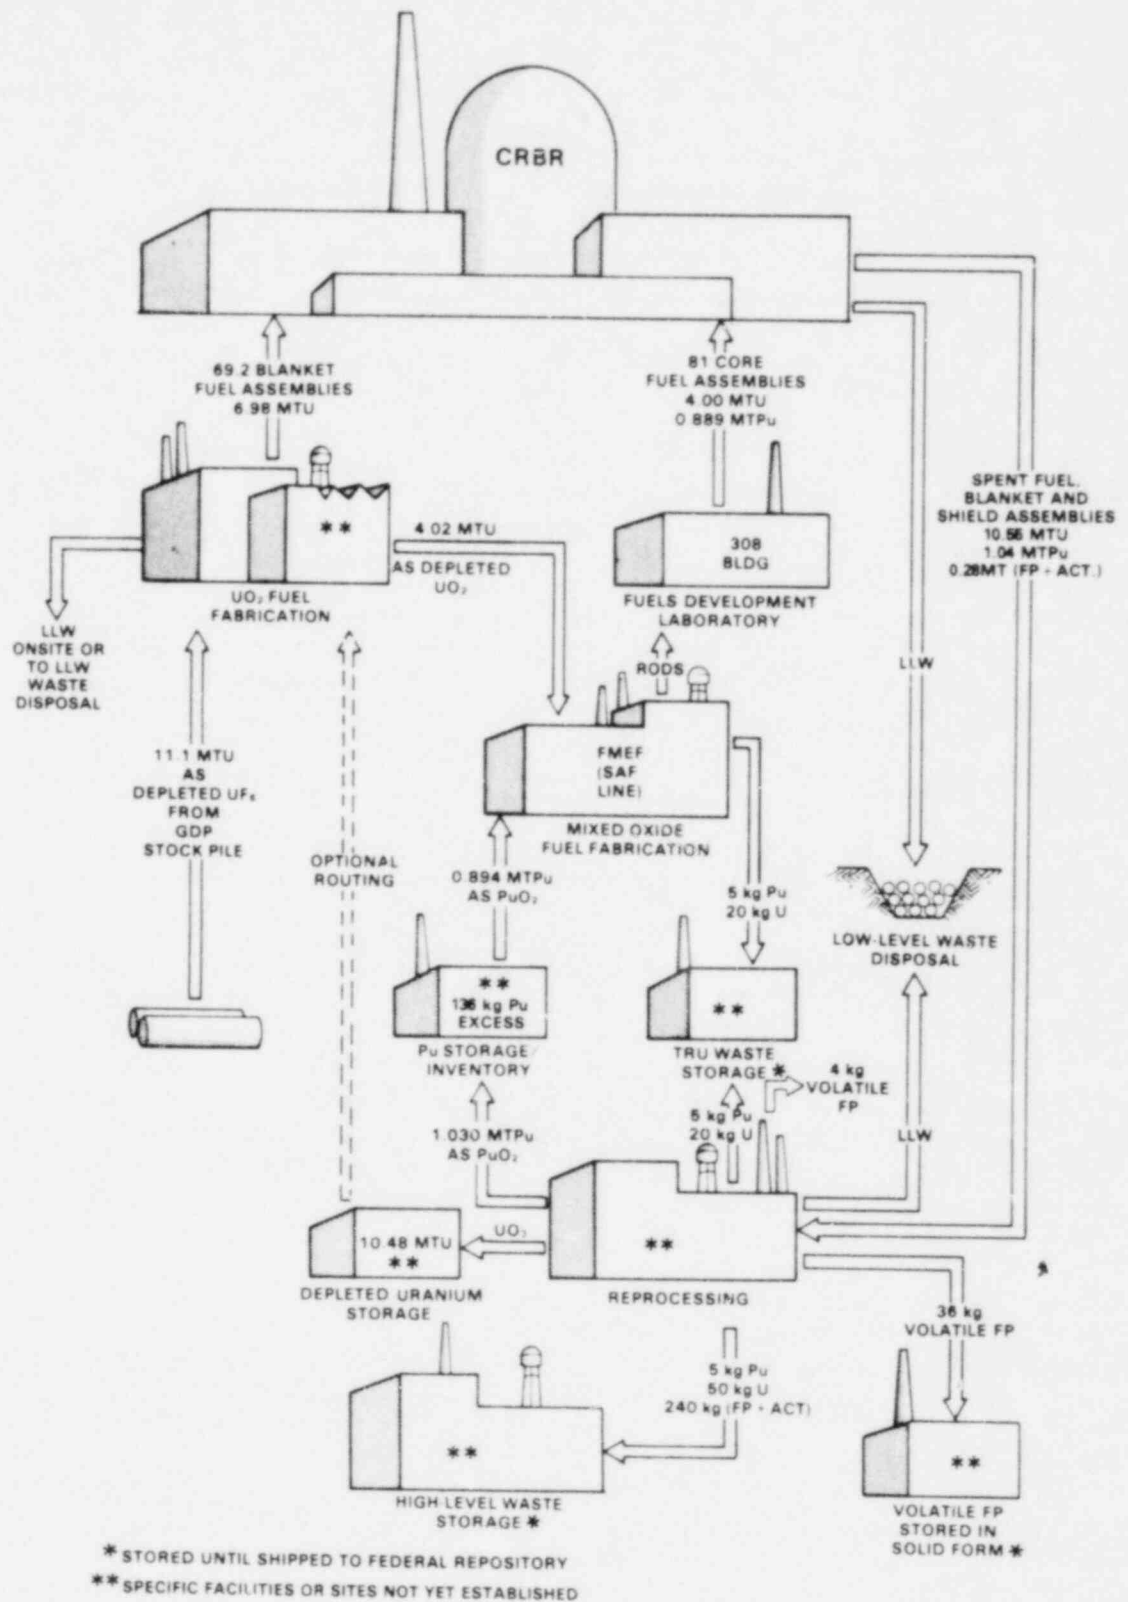 CRBR
69.2 BLANKET
FUEL ASSEMBLIES
6.98 MTU
81 CORE
FUEL ASSEMBLIES
4.00 MTU
0.889 MTPu
SPENT FUEL,
BLANKET AND
SHIELD ASSEMBLIES
10.56 MTU
1.04 MTPu
0.28MT (FP + ACT.)
**
4.02 MTU
AS DEPLETED
UO₂
308
BLDG
UO₂ FUEL
FABRICATION
FUELS DEVELOPMENT
LABORATORY
LLW
ONSITE OR
TO LLW
WASTE
DISPOSAL
RODS
LLW
FMEF
(SAF
LINE)
MIXED OXIDE
FUEL FABRICATION
11.1 MTU
AS
DEPLETED UF₆
FROM
GDP
STOCK PILE
OPTIONAL
ROUTING
0.894 MTPu
AS PuO₂
5 kg Pu
20 kg U
LOW-LEVEL WASTE
DISPOSAL
**
136 kg Pu
EXCESS
Pu STORAGE/
INVENTORY
**
TRU WASTE
STORAGE *
4 kg
VOLATILE
FP
1.030 MTPu
AS PuO₂
5 kg Pu
20 kg U
LLW
10.48 MTU
**
UO₂
**
DEPLETED URANIUM
STORAGE
REPROCESSING
36 kg
VOLATILE FP
5 kg Pu
50 kg U
240 kg (FP + ACT)
**
HIGH-LEVEL WASTE
STORAGE *
**
VOLATILE FP
STORED IN
SOLID FORM *
* STORED UNTIL SHIPPED TO FEDERAL REPOSITORY
** SPECIFIC FACILITIES OR SITES NOT YET ESTABLISHED